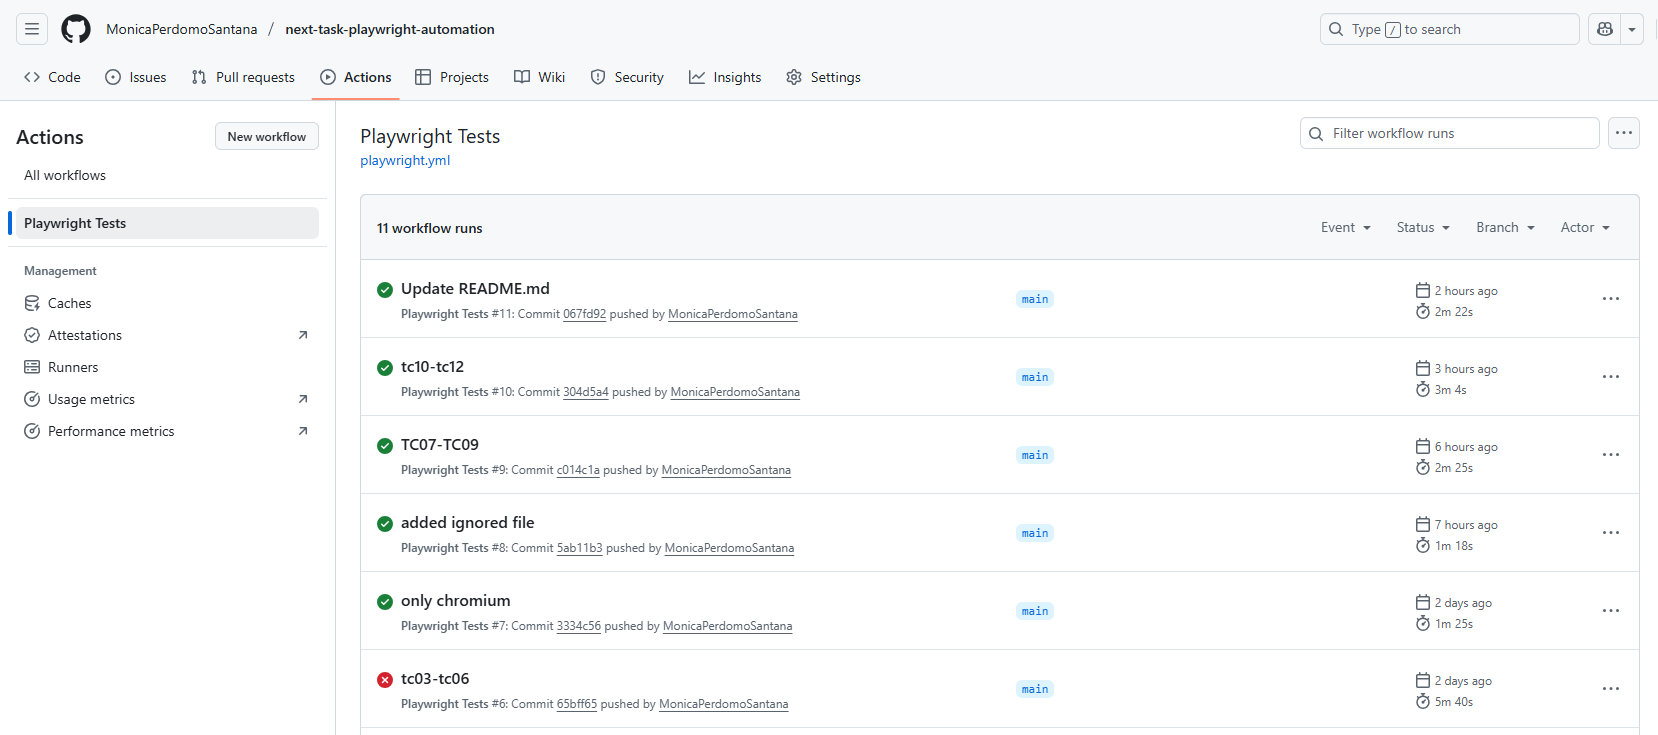 MonicaPerdomoSantana / next-task-playwright-automation
Type / to search
Code Issues Pull requests Actions Projects Wiki Security Insights Settings
Actions
New workflow
All workflows
Playwright Tests
Management
Caches
Attestations
Runners
Usage metrics
Performance metrics
Playwright Tests
playwright.yml
Filter workflow runs
11 workflow runs
Event Status Branch Actor
Update README.md
Playwright Tests #11: Commit 067fd92 pushed by MonicaPerdomoSantana
main
2 hours ago
2m 22s
tc10-tc12
Playwright Tests #10: Commit 304d5a4 pushed by MonicaPerdomoSantana
main
3 hours ago
3m 4s
TC07-TC09
Playwright Tests #9: Commit c014c1a pushed by MonicaPerdomoSantana
main
6 hours ago
2m 25s
added ignored file
Playwright Tests #8: Commit 5ab11b3 pushed by MonicaPerdomoSantana
main
7 hours ago
1m 18s
only chromium
Playwright Tests #7: Commit 3334c56 pushed by MonicaPerdomoSantana
main
2 days ago
1m 25s
tc03-tc06
Playwright Tests #6: Commit 65bff65 pushed by MonicaPerdomoSantana
main
2 days ago
5m 40s